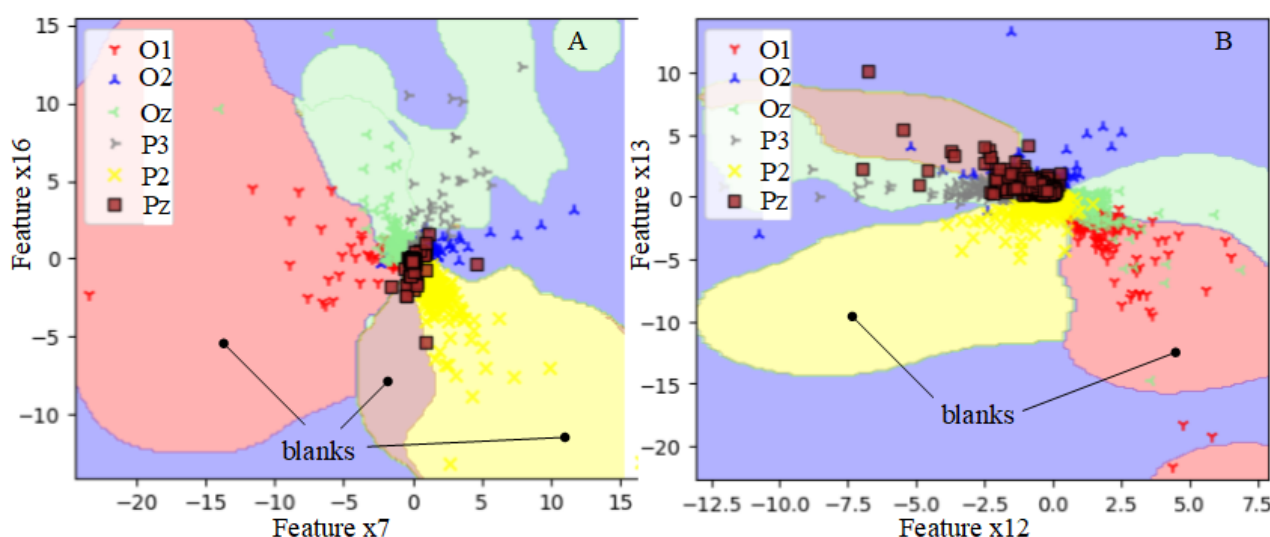 A
O1
O2
Oz
P3
P2
Pz
15
10
5
0
−5
−10
Feature x16
blanks
−20 −15 −10 −5 0 5 10 15
Feature x7
B
O1
O2
Oz
P3
P2
Pz
10
5
0
−5
−10
−15
−20
Feature x13
blanks
−12.5 −10.0 −7.5 −5.0 −2.5 0.0 2.5 5.0 7.5
Feature x12